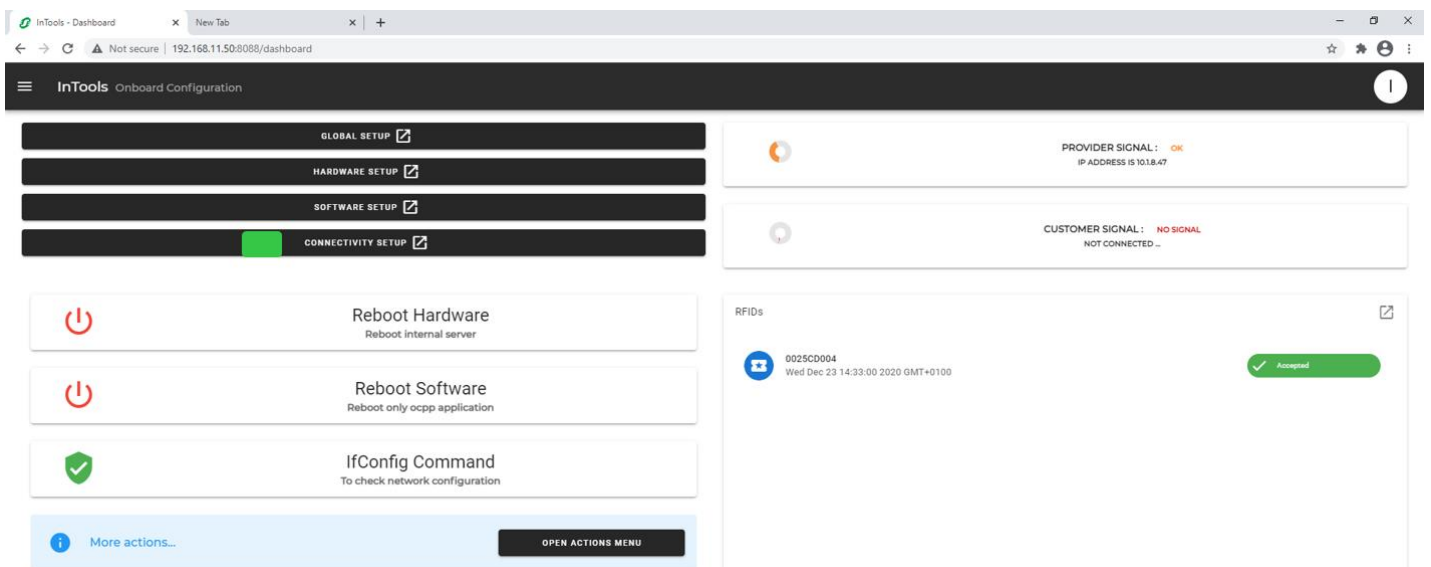 InTools - Dashboard
New Tab
Not secure | 192.168.11.50:8088/dashboard
InTools Onboard Configuration
I
GLOBAL SETUP
HARDWARE SETUP
SOFTWARE SETUP
CONNECTIVITY SETUP
PROVIDER SIGNAL : OK
IP ADDRESS IS 10.1.8.47
CUSTOMER SIGNAL : NO SIGNAL
NOT CONNECTED ...
Reboot Hardware
Reboot internal server
Reboot Software
Reboot only ocpp application
IfConfig Command
To check network configuration
More actions...
OPEN ACTIONS MENU
RFIDs
0025CD004
Wed Dec 23 14:33:00 2020 GMT+0100
Accepted